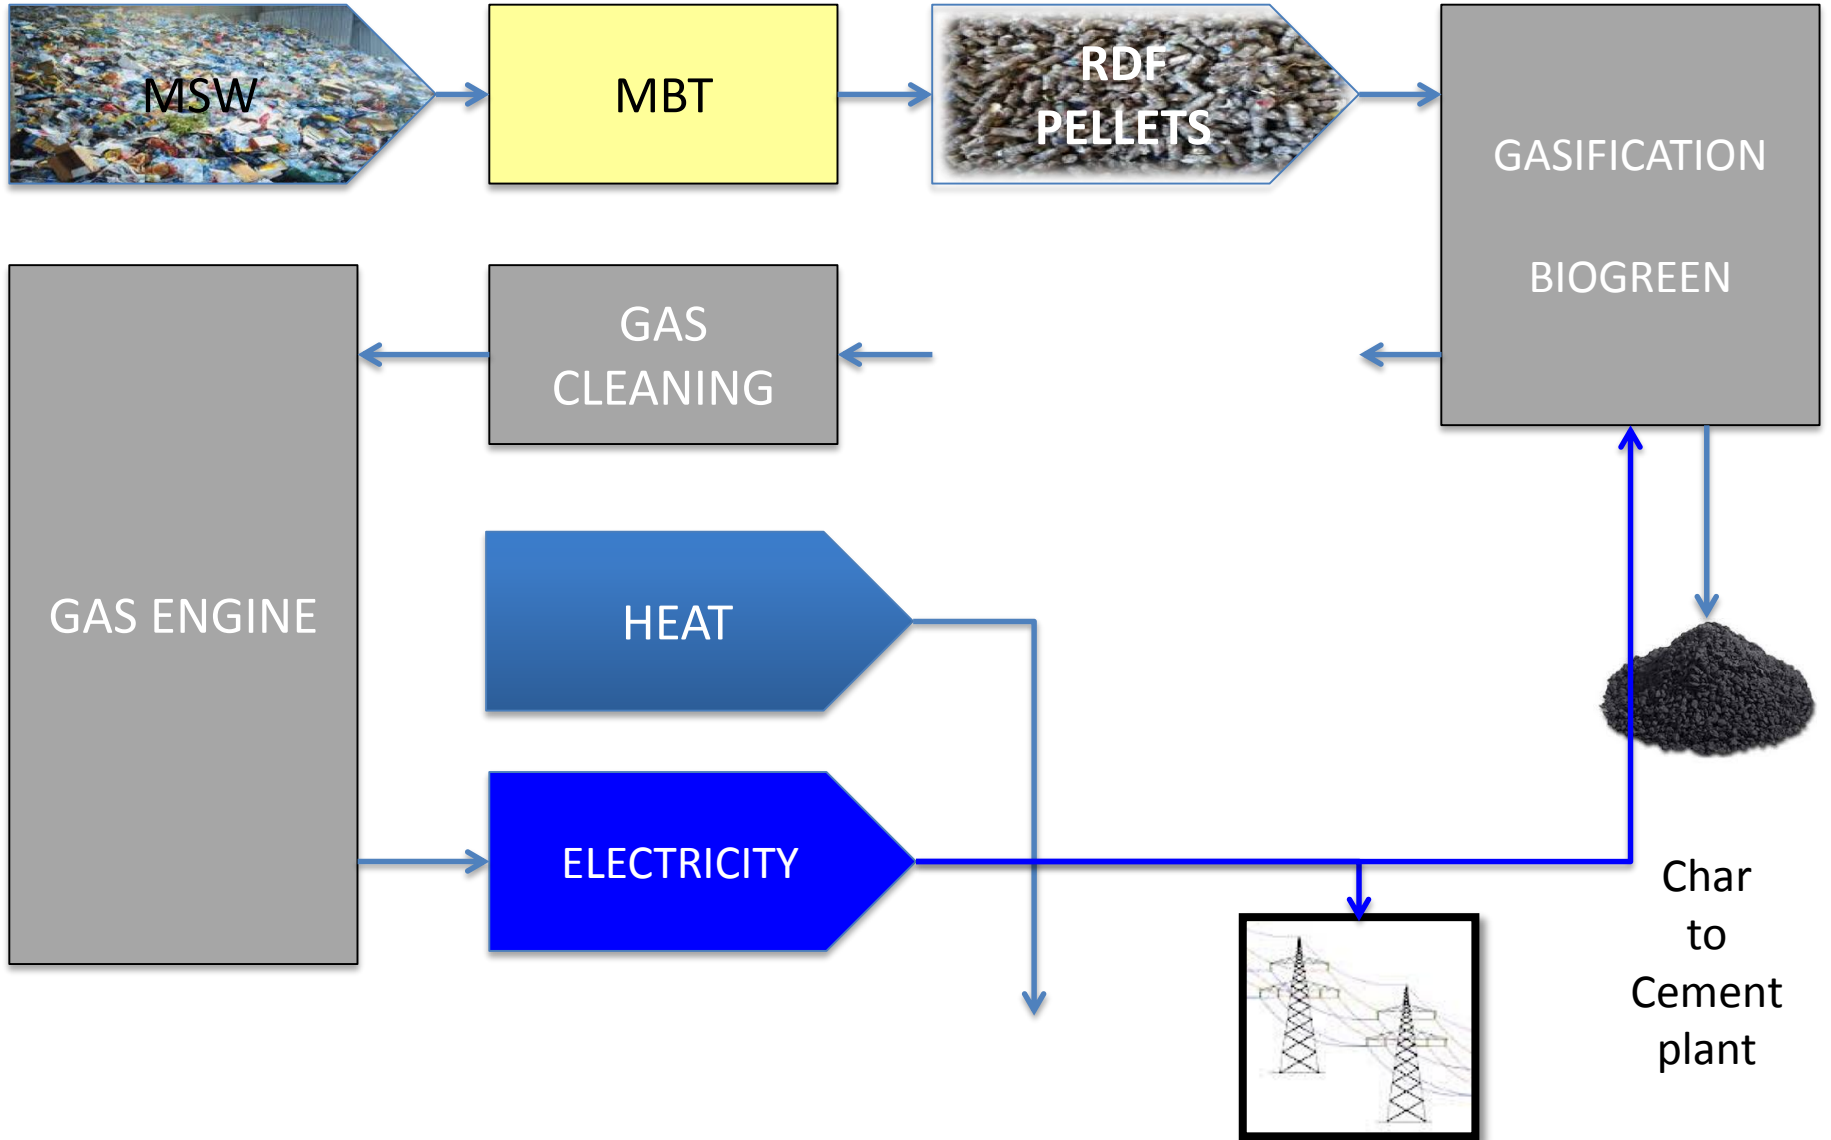 MSW
MBT
RDF
PELLETS
GASIFICATION
BIOGREEN
GAS
CLEANING
GAS ENGINE
HEAT
ELECTRICITY
Char
to
Cement
plant